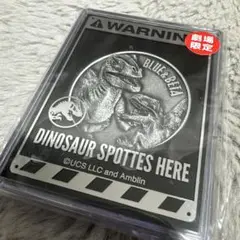 WARNING
劇場
限定
BLUE&BETA
DINOSAUR SPOTTES HERE
©UCS LLC and Amblin